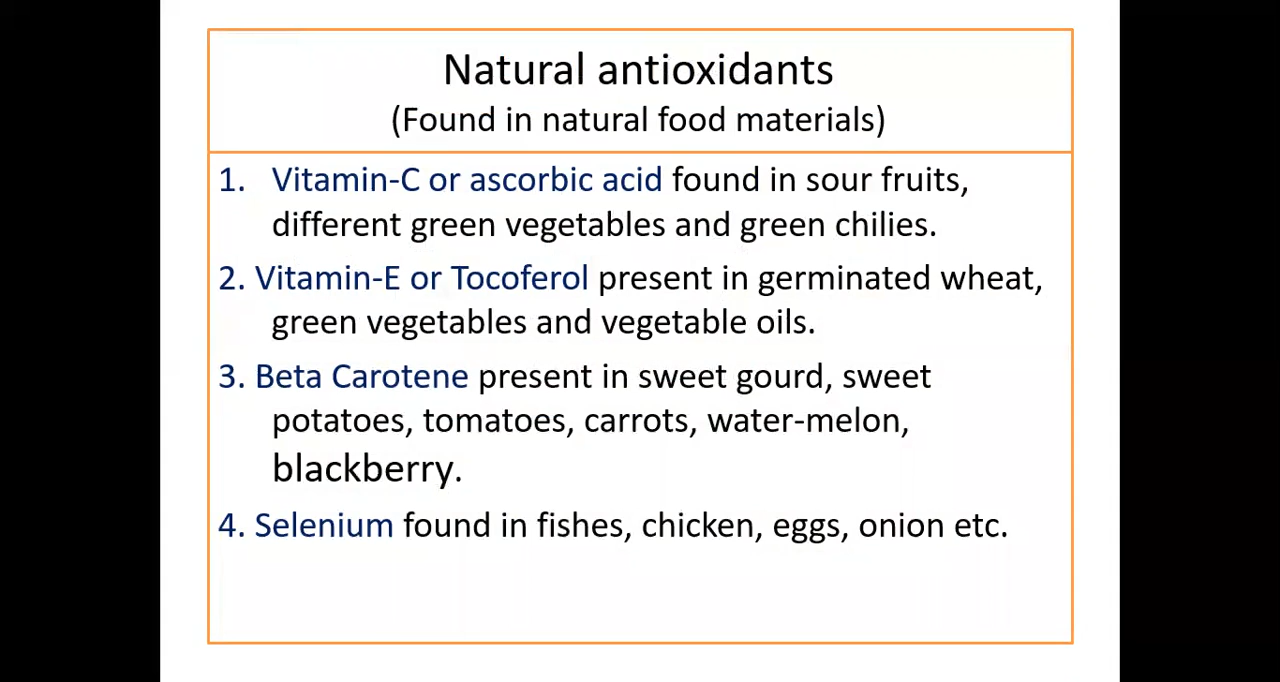 Natural antioxidants
(Found in natural food materials)
1. Vitamin-C or ascorbic acid found in sour fruits,
different green vegetables and green chilies.
2. Vitamin-E or Tocoferol present in germinated wheat,
green vegetables and vegetable oils.
3. Beta Carotene present in sweet gourd, sweet
potatoes, tomatoes, carrots, water-melon,
blackberry.
4. Selenium found in fishes, chicken, eggs, onion etc.